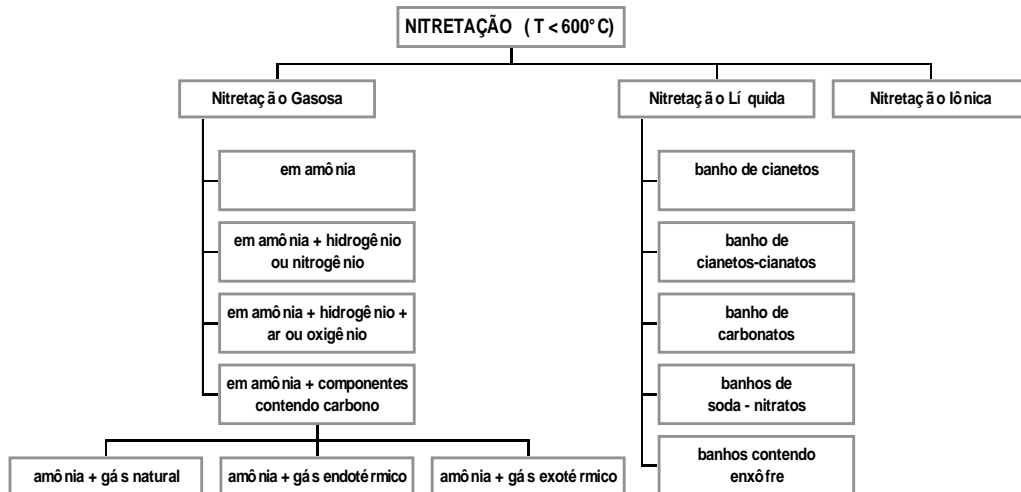 NITRETAÇÃO ( T < 600°C)
Nitretação Gasosa
Nitretação Líquida
Nitretação Iônica
em amônia
em amônia + hidrogênio
ou nitrogênio
em amônia + hidrogênio +
ar ou oxigênio
em amônia + componentes
contendo carbono
amônia + gás natural
amônia + gás endotérmico
amônia + gás exotérmico
banho de cianetos
banho de
cianetos-cianatos
banho de
carbonatos
banhos de
soda - nitratos
banhos contendo
enxôfre